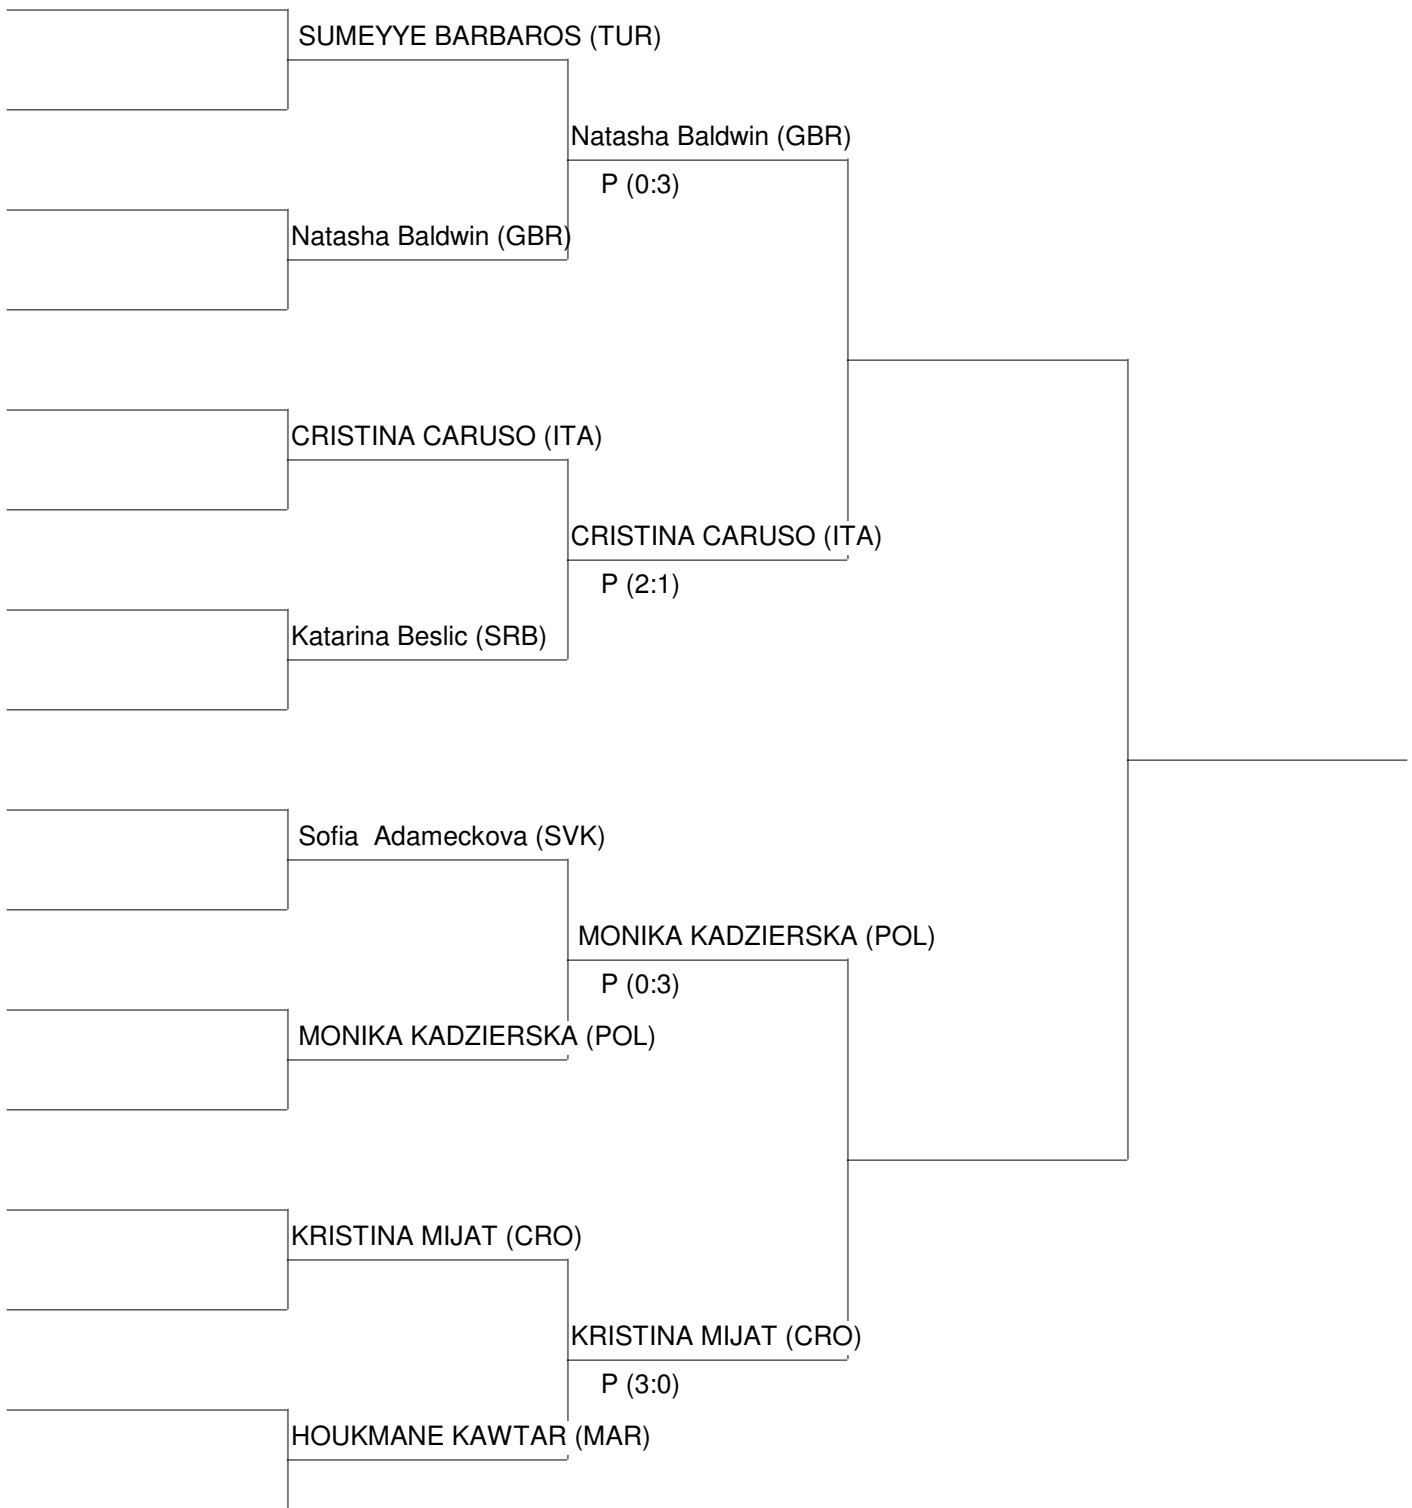 SUMEYYE BARBAROS (TUR)
Natasha Baldwin (GBR)
P (0:3)
Natasha Baldwin (GBR)
CRISTINA CARUSO (ITA)
CRISTINA CARUSO (ITA)
P (2:1)
Katarina Beslic (SRB)
Sofia  Adameckova (SVK)
MONIKA KADZIERSKA (POL)
P (0:3)
MONIKA KADZIERSKA (POL)
KRISTINA MIJAT (CRO)
KRISTINA MIJAT (CRO)
P (3:0)
HOUKMANE KAWTAR (MAR)